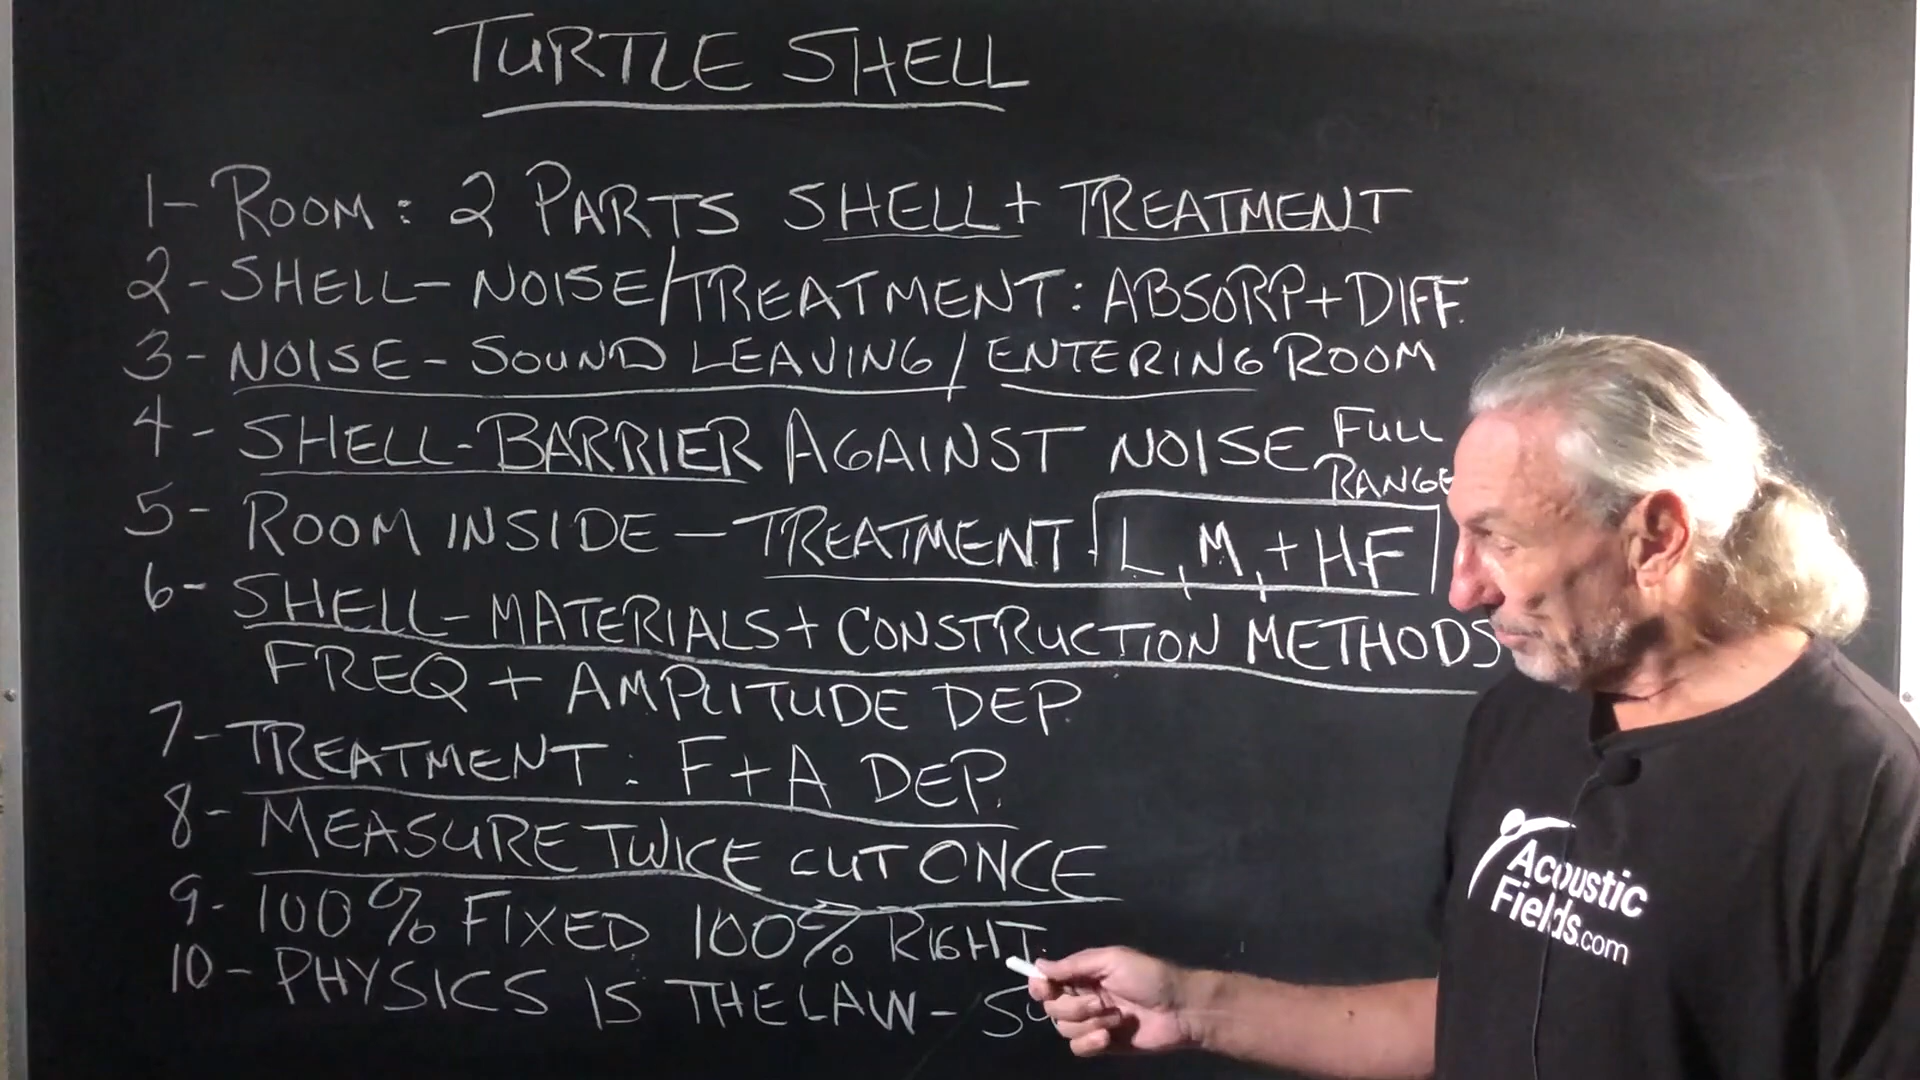 TURTLE SHELL
1- ROOM: 2 PARTS SHELL + TREATMENT
2- SHELL- NOISE/TREATMENT: ABSORP + DIFF.
3- NOISE- SOUND LEAVING / ENTERING ROOM
4- SHELL-BARRIER AGAINST NOISE FULL RANGE
5- ROOM INSIDE - TREATMENT - L, M, + HF
6- SHELL-MATERIALS + CONSTRUCTION METHODS
FREQ + AMPLITUDE DEP.
7- TREATMENT: F + A DEP.
8- MEASURE TWICE CUT ONCE
9- 100% FIXED 100% RIGHT
10- PHYSICS IS THE LAW -
Acoustic
Fields.com